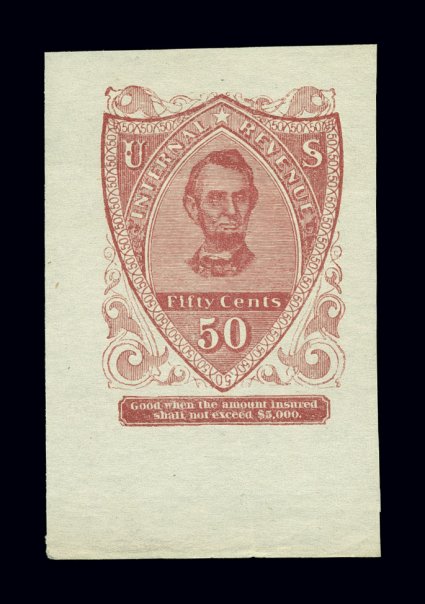 U S
INTERNAL ★ REVENUE
Fifty Cents
50
Good when the amount insured
shall not exceed $5,000.